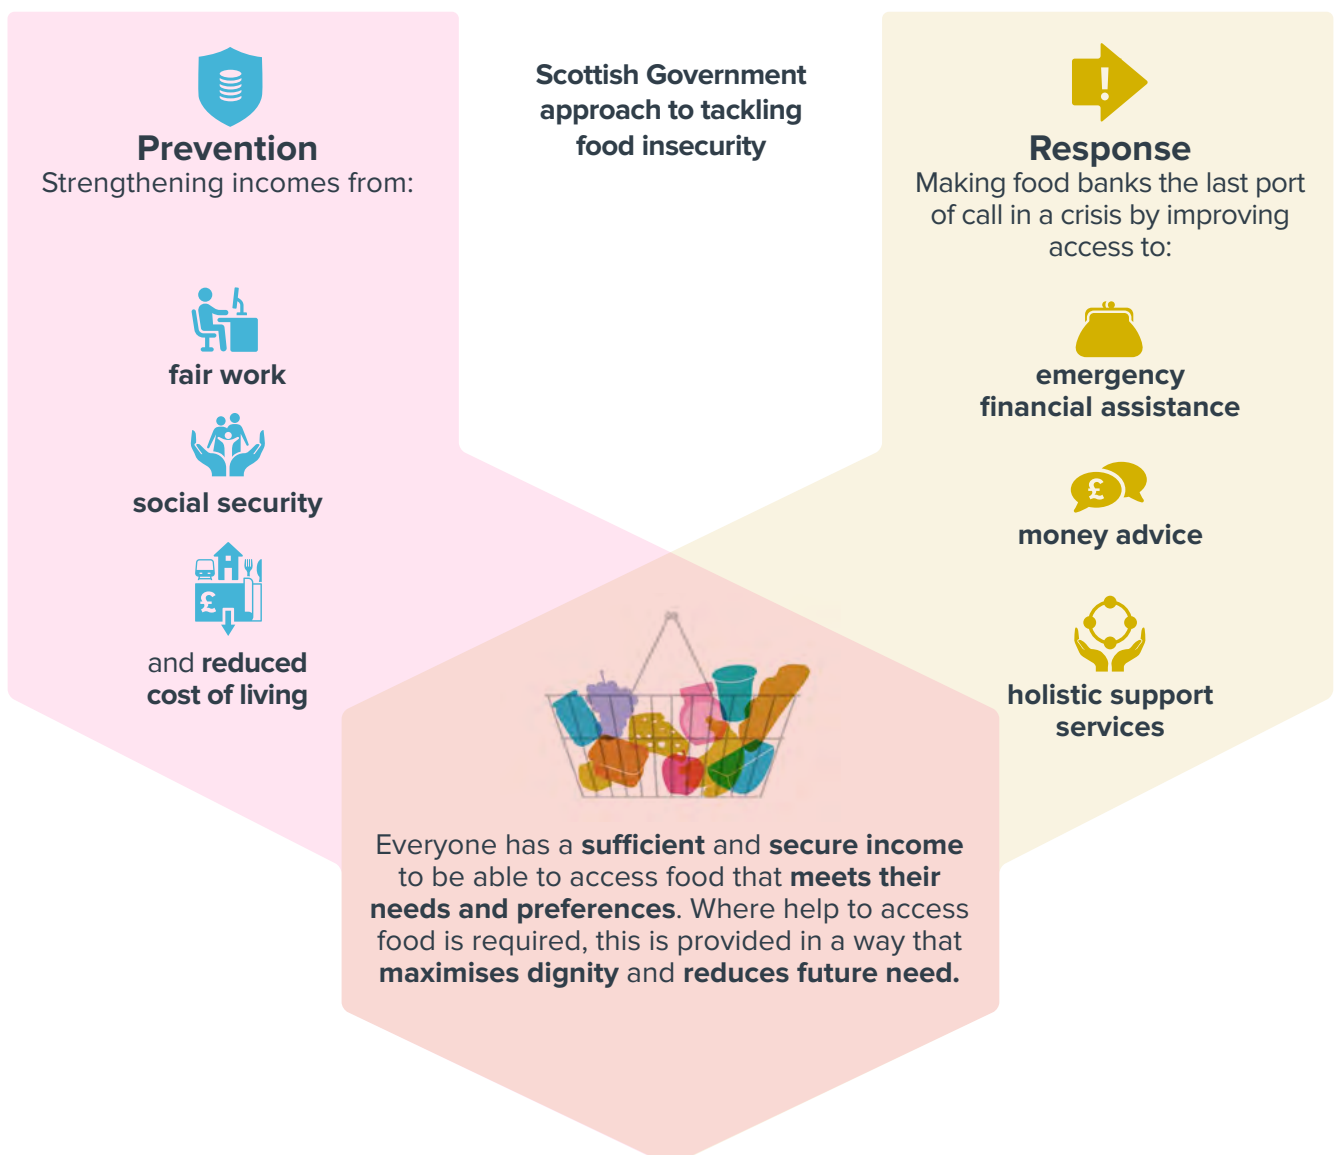 Scottish Government
approach to tackling
food insecurity
Prevention
Strengthening incomes from:
fair work
social security
£
and reduced
cost of living
!
Response
Making food banks the last port
of call in a crisis by improving
access to:
emergency
financial assistance
£
money advice
holistic support
services
Everyone has a sufficient and secure income
to be able to access food that meets their
needs and preferences. Where help to access
food is required, this is provided in a way that
maximises dignity and reduces future need.